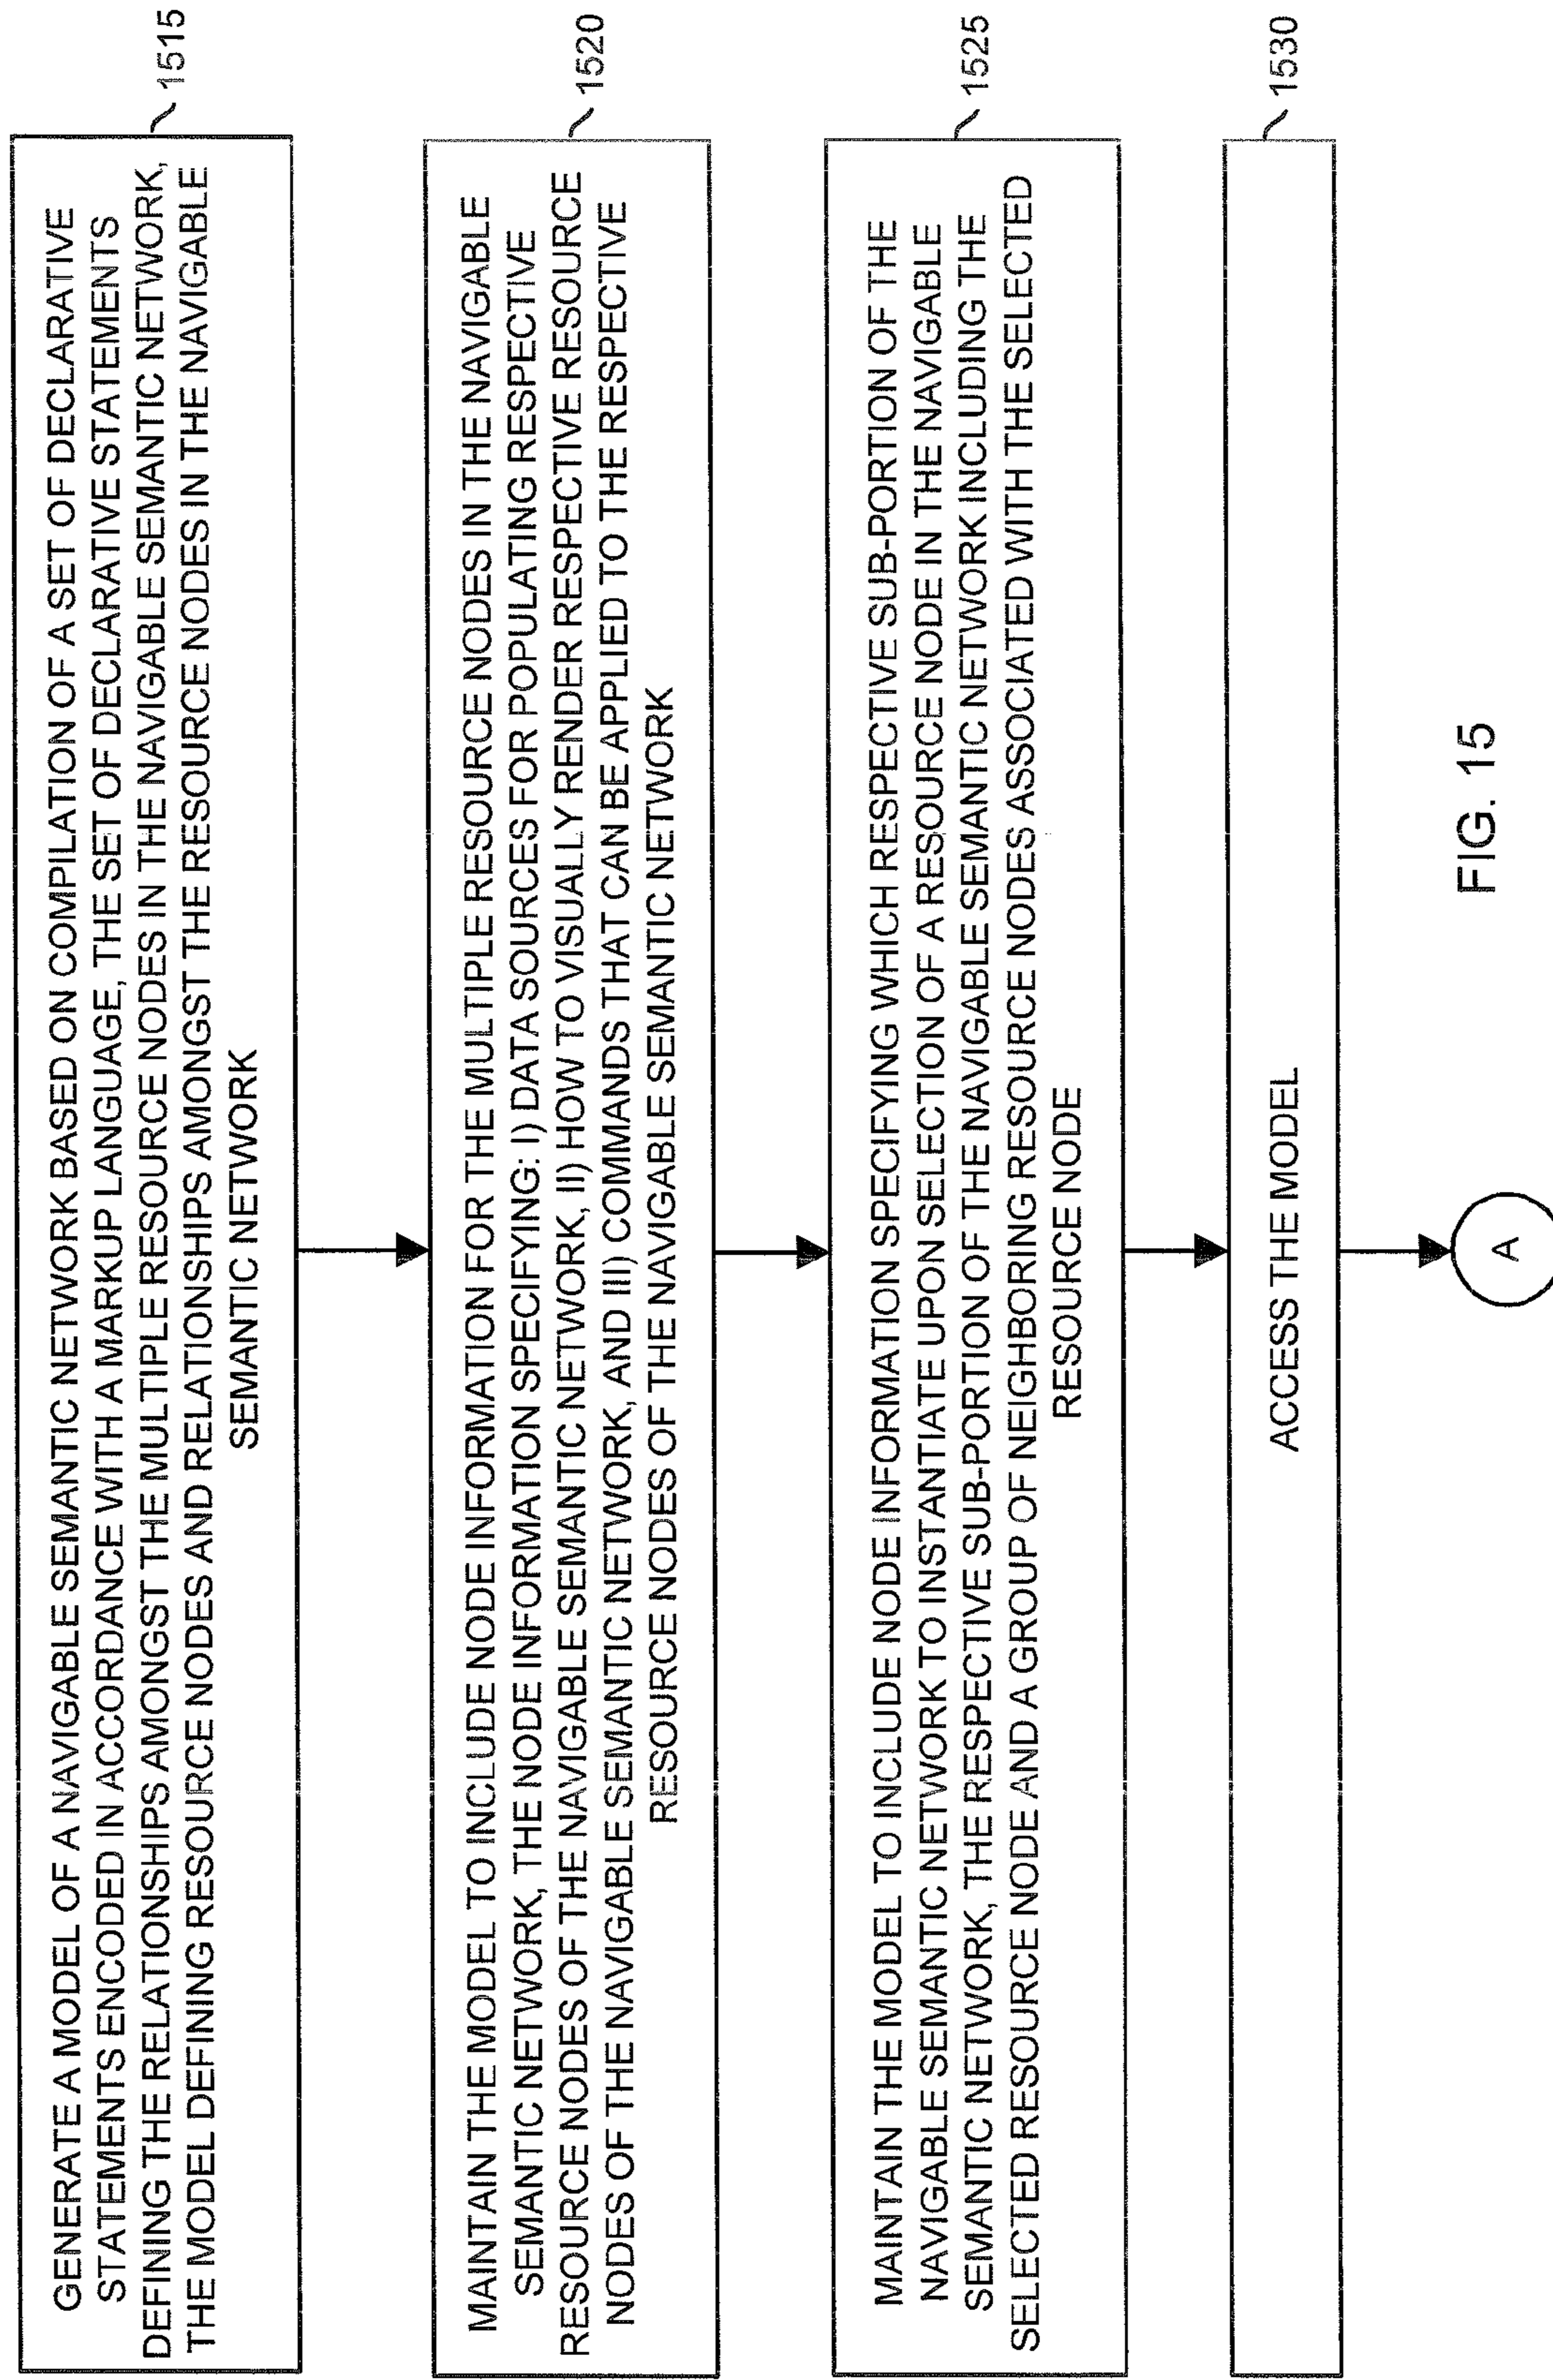 GENERATE A MODEL OF A NAVIGABLE SEMANTIC NETWORK BASED ON COMPILATION OF A SET OF DECLARATIVE
STATEMENTS ENCODED IN ACCORDANCE WITH A MARKUP LANGUAGE, THE SET OF DECLARATIVE STATEMENTS
DEFINING THE RELATIONSHIPS AMONGST THE MULTIPLE RESOURCE NODES IN THE NAVIGABLE SEMANTIC NETWORK,
THE MODEL DEFINING RESOURCE NODES AND RELATIONSHIPS AMONGST THE RESOURCE NODES IN THE NAVIGABLE
SEMANTIC NETWORK
1515
MAINTAIN THE MODEL TO INCLUDE NODE INFORMATION FOR THE MULTIPLE RESOURCE NODES IN THE NAVIGABLE
SEMANTIC NETWORK, THE NODE INFORMATION SPECIFYING: I) DATA SOURCES FOR POPULATING RESPECTIVE
RESOURCE NODES OF THE NAVIGABLE SEMANTIC NETWORK, II) HOW TO VISUALLY RENDER RESPECTIVE RESOURCE
NODES OF THE NAVIGABLE SEMANTIC NETWORK, AND III) COMMANDS THAT CAN BE APPLIED TO THE RESPECTIVE
RESOURCE NODES OF THE NAVIGABLE SEMANTIC NETWORK
1520
MAINTAIN THE MODEL TO INCLUDE NODE INFORMATION SPECIFYING WHICH RESPECTIVE SUB-PORTION OF THE
NAVIGABLE SEMANTIC NETWORK TO INSTANTIATE UPON SELECTION OF A RESOURCE NODE IN THE NAVIGABLE
SEMANTIC NETWORK, THE RESPECTIVE SUB-PORTION OF THE NAVIGABLE SEMANTIC NETWORK INCLUDING THE
SELECTED RESOURCE NODE AND A GROUP OF NEIGHBORING RESOURCE NODES ASSOCIATED WITH THE SELECTED
RESOURCE NODE
1525
ACCESS THE MODEL
1530
A
FIG. 15